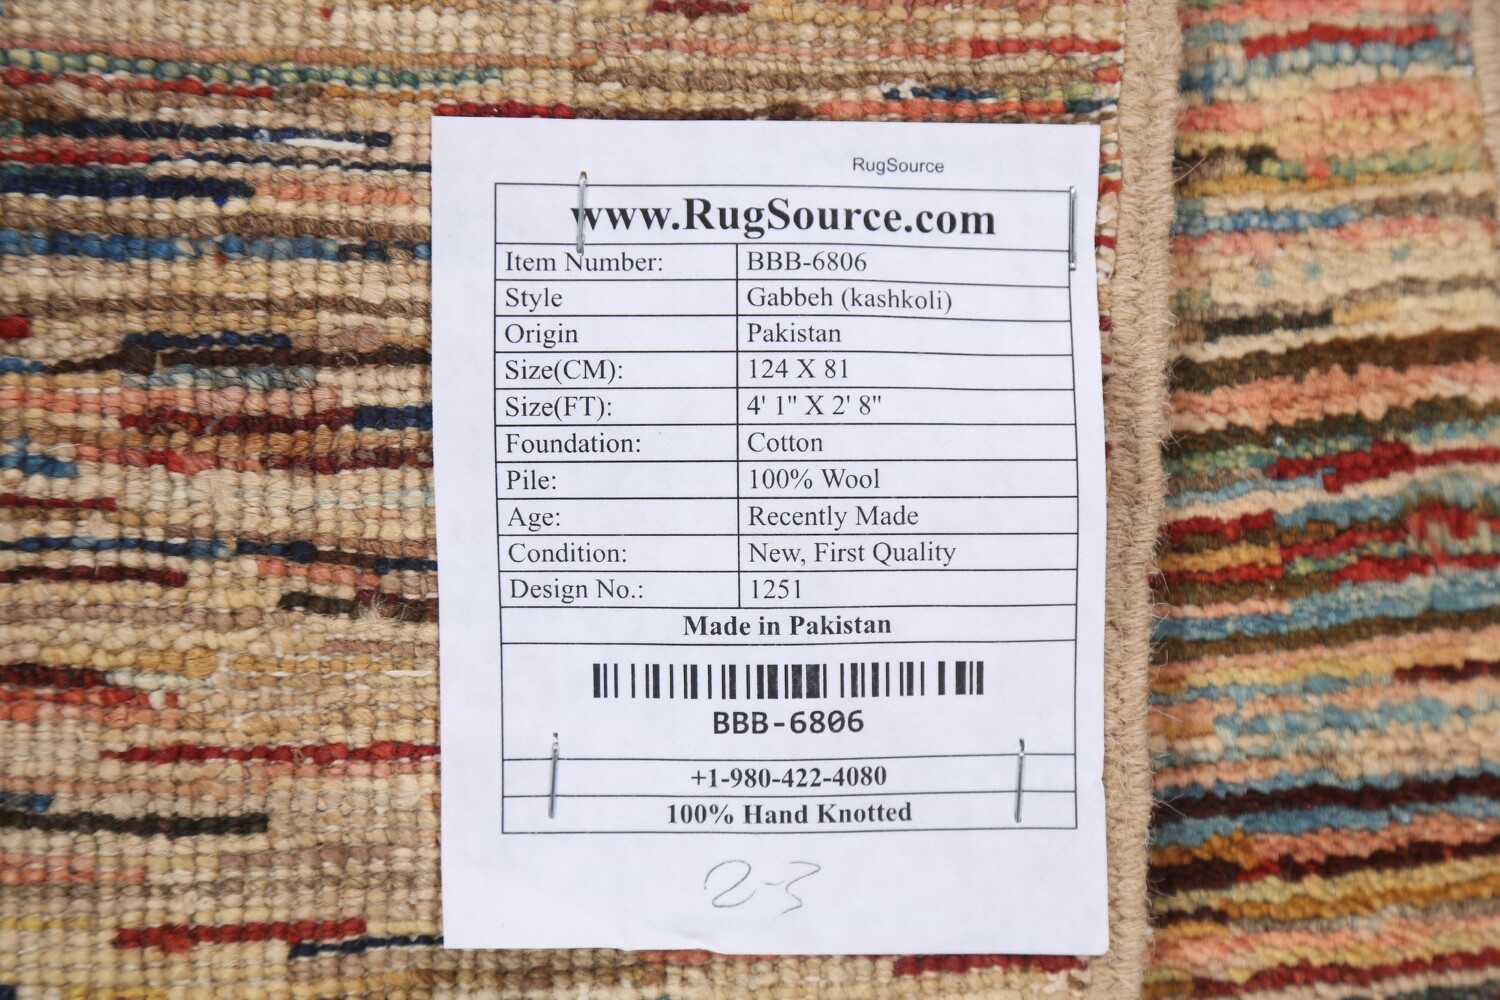 RugSource
www.RugSource.com
Item Number: BBB-6806
Style Gabbeh (kashkoli)
Origin Pakistan
Size(CM): 124 X 81
Size(FT): 4' 1" X 2' 8"
Foundation: Cotton
Pile: 100% Wool
Age: Recently Made
Condition: New, First Quality
Design No.: 1251
Made in Pakistan
BBB-6806
+1-980-422-4080
100% Hand Knotted
2-3